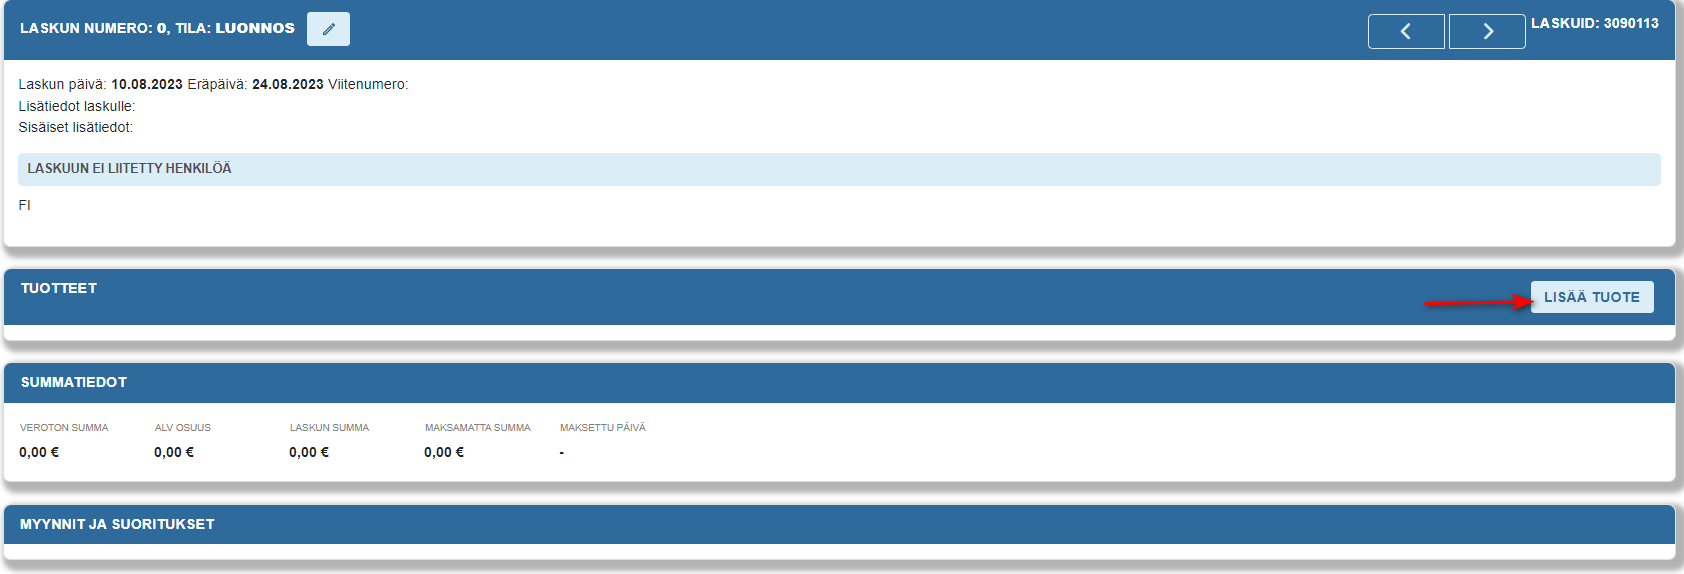 LASKUN NUMERO: 0, TILA: LUONNOS
LASKUID: 3090113
Laskun päivä: 10.08.2023 Eräpäivä: 24.08.2023 Viitenumero:
Lisätiedot laskulle:
Sisäiset lisätiedot:
LASKUUN EI LIITETTY HENKILÖÄ
FI
TUOTTEET
LISÄÄ TUOTE
SUMMATIEDOT
VEROTON SUMMA ALV OSUUS LASKUN SUMMA MAKSAMATTA SUMMA MAKSETTU PÄIVÄ
0,00 € 0,00 € 0,00 € 0,00 € -
MYYNNIT JA SUORITUKSET